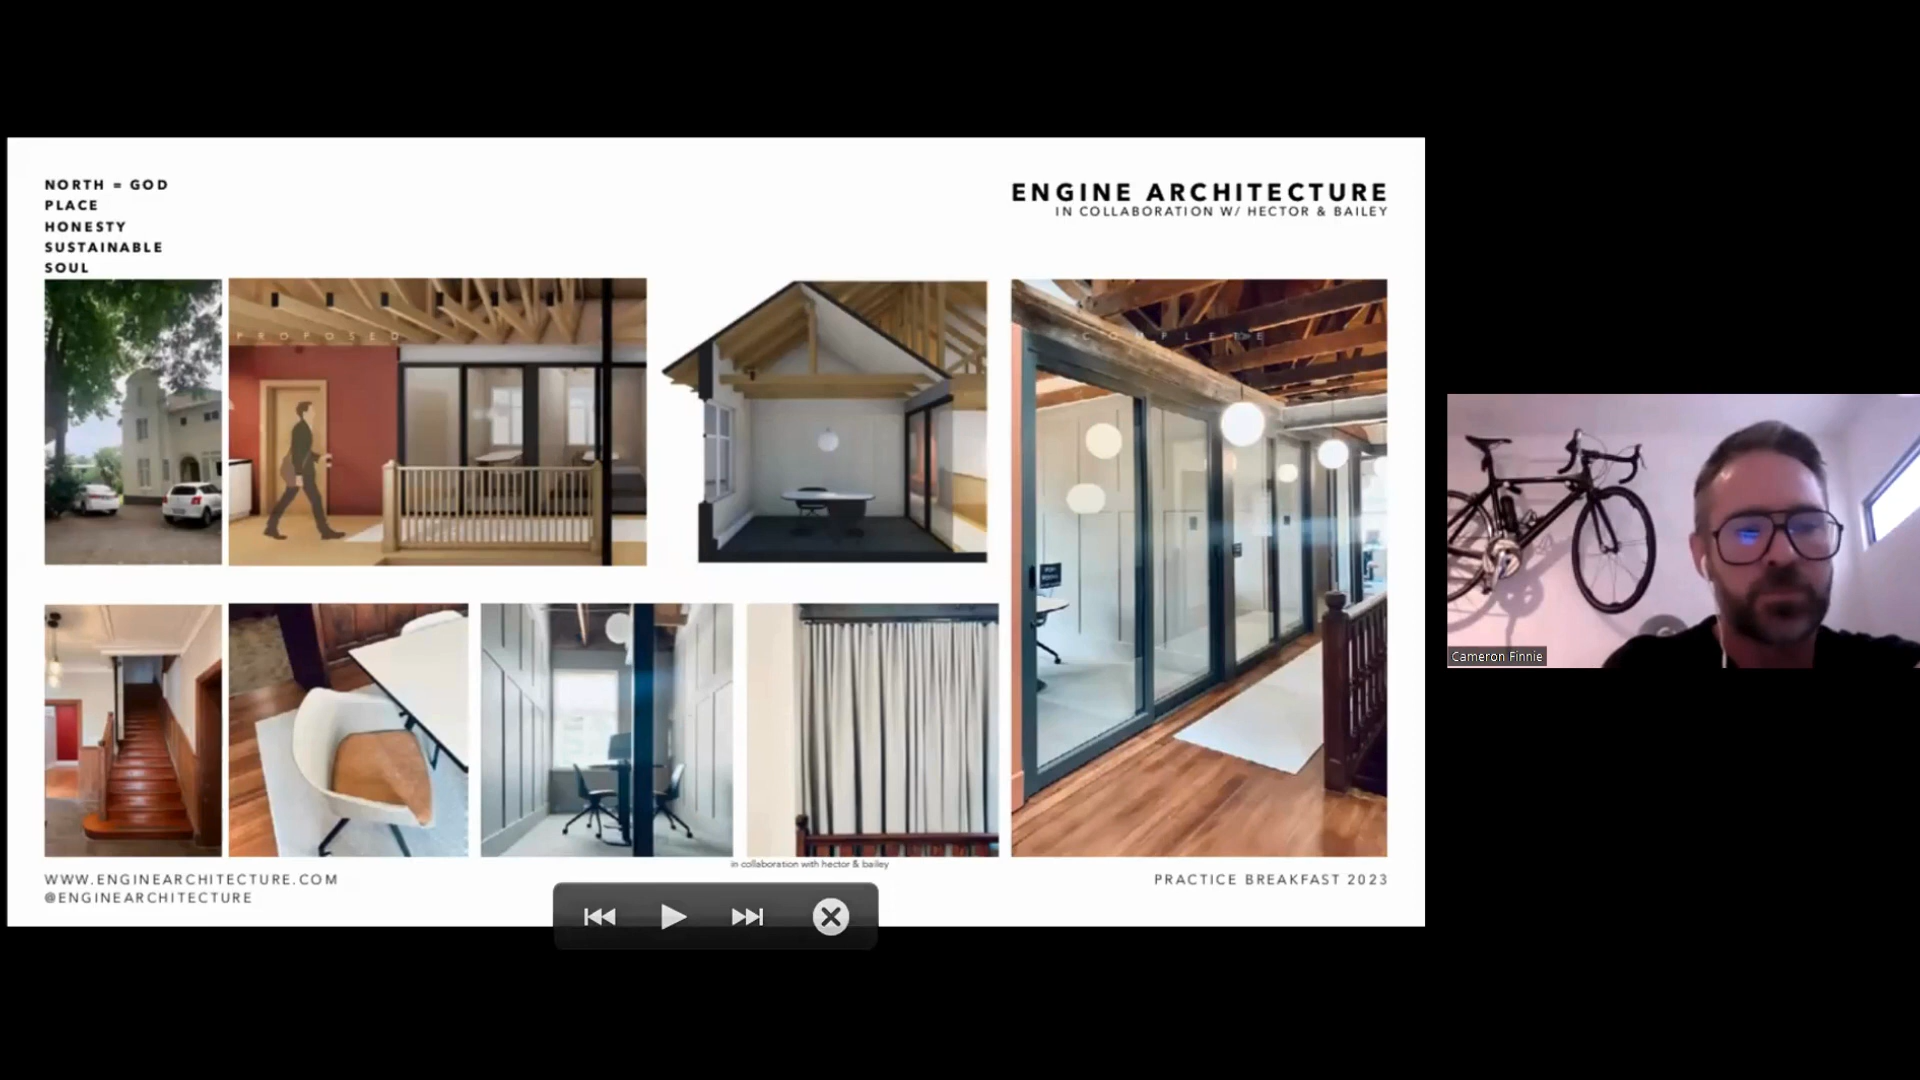 NORTH = GOD
PLACE
HONESTY
SUSTAINABLE
SOUL
ENGINE ARCHITECTURE
IN COLLABORATION W/ HECTOR & BAILEY
PROPOSED
COMPLETE
Cameron Finnie
in collaboration with hector & bailey
WWW.ENGINEARCHITECTURE.COM
@ENGINEARCHITECTURE
PRACTICE BREAKFAST 2023